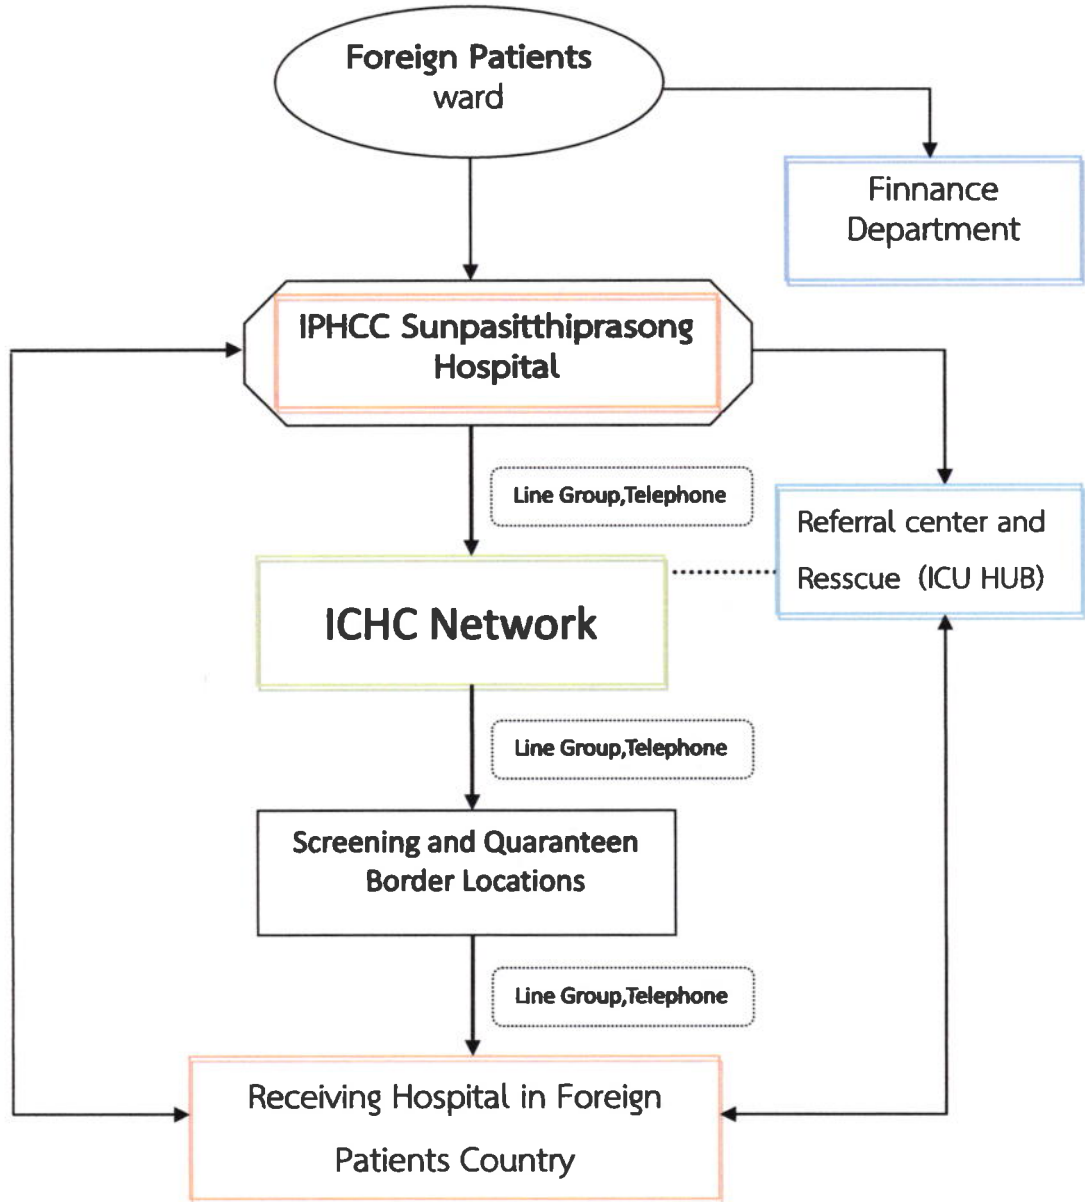 Foreign Patients
ward
Finnance
Department
IPHCC Sunpasitthiprasong
Hospital
Line Group,Telephone
Referral center and
Resscue (ICU HUB)
ICHC Network
Line Group,Telephone
Screening and Quaranteen
Border Locations
Line Group,Telephone
Receiving Hospital in Foreign
Patients Country